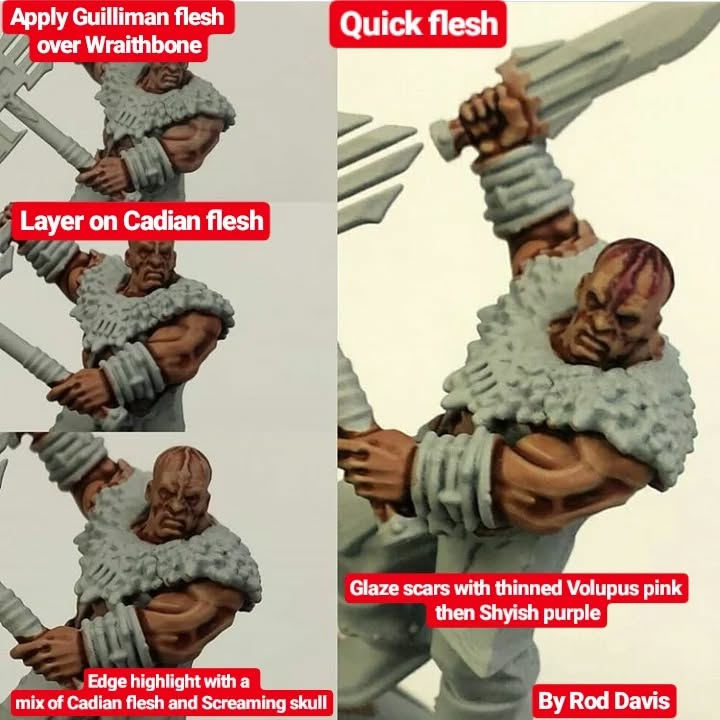 Apply Guilliman flesh
over Wraithbone
Quick flesh
Layer on Cadian flesh
Edge highlight with a
mix of Cadian flesh and Screaming skull
Glaze scars with thinned Volupus pink
then Shyish purple
By Rod Davis